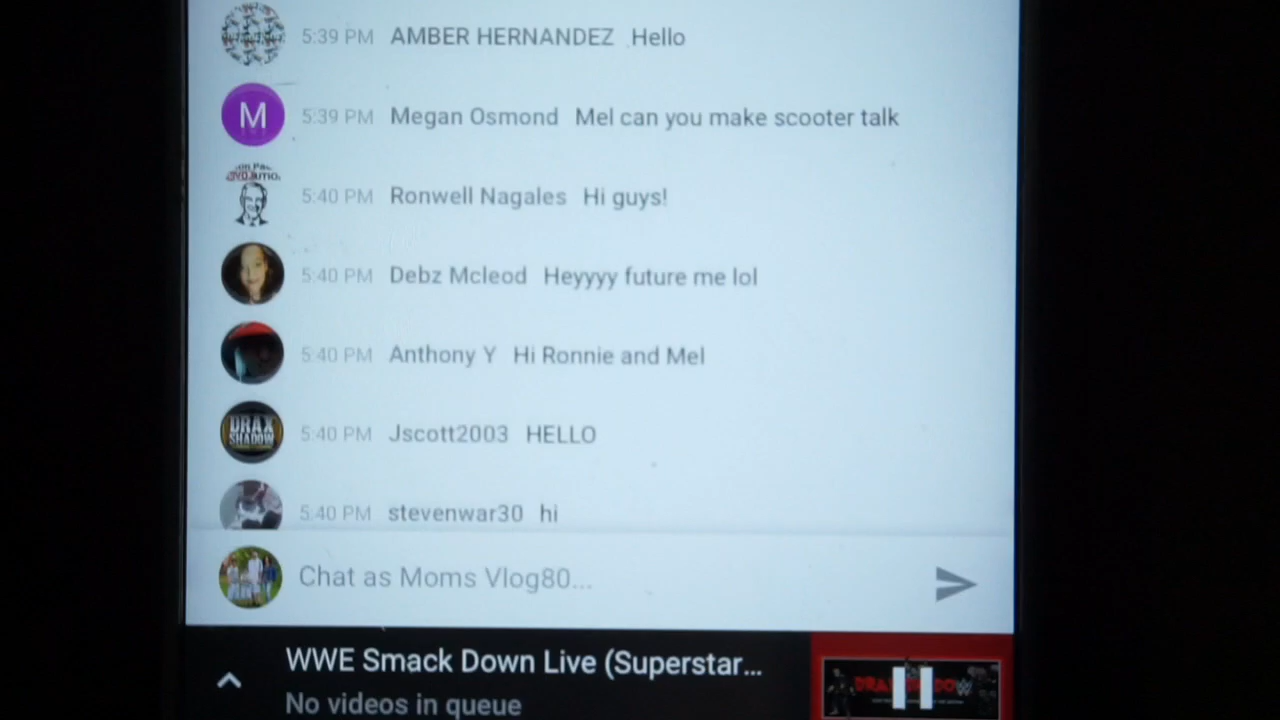 5:39 PM AMBER HERNANDEZ Hello
M 5:39 PM Megan Osmond Mel can you make scooter talk
5:40 PM Ronwell Nagales Hi guys!
5:40 PM Debz Mcleod Heyyyy future me lol
5:40 PM Anthony Y Hi Ronnie and Mel
DRAX
SHADOW
5:40 PM Jscott2003 HELLO
5:40 PM stevenwar30 hi
Chat as Moms Vlog80...
WWE Smack Down Live (Superstar...
No videos in queue